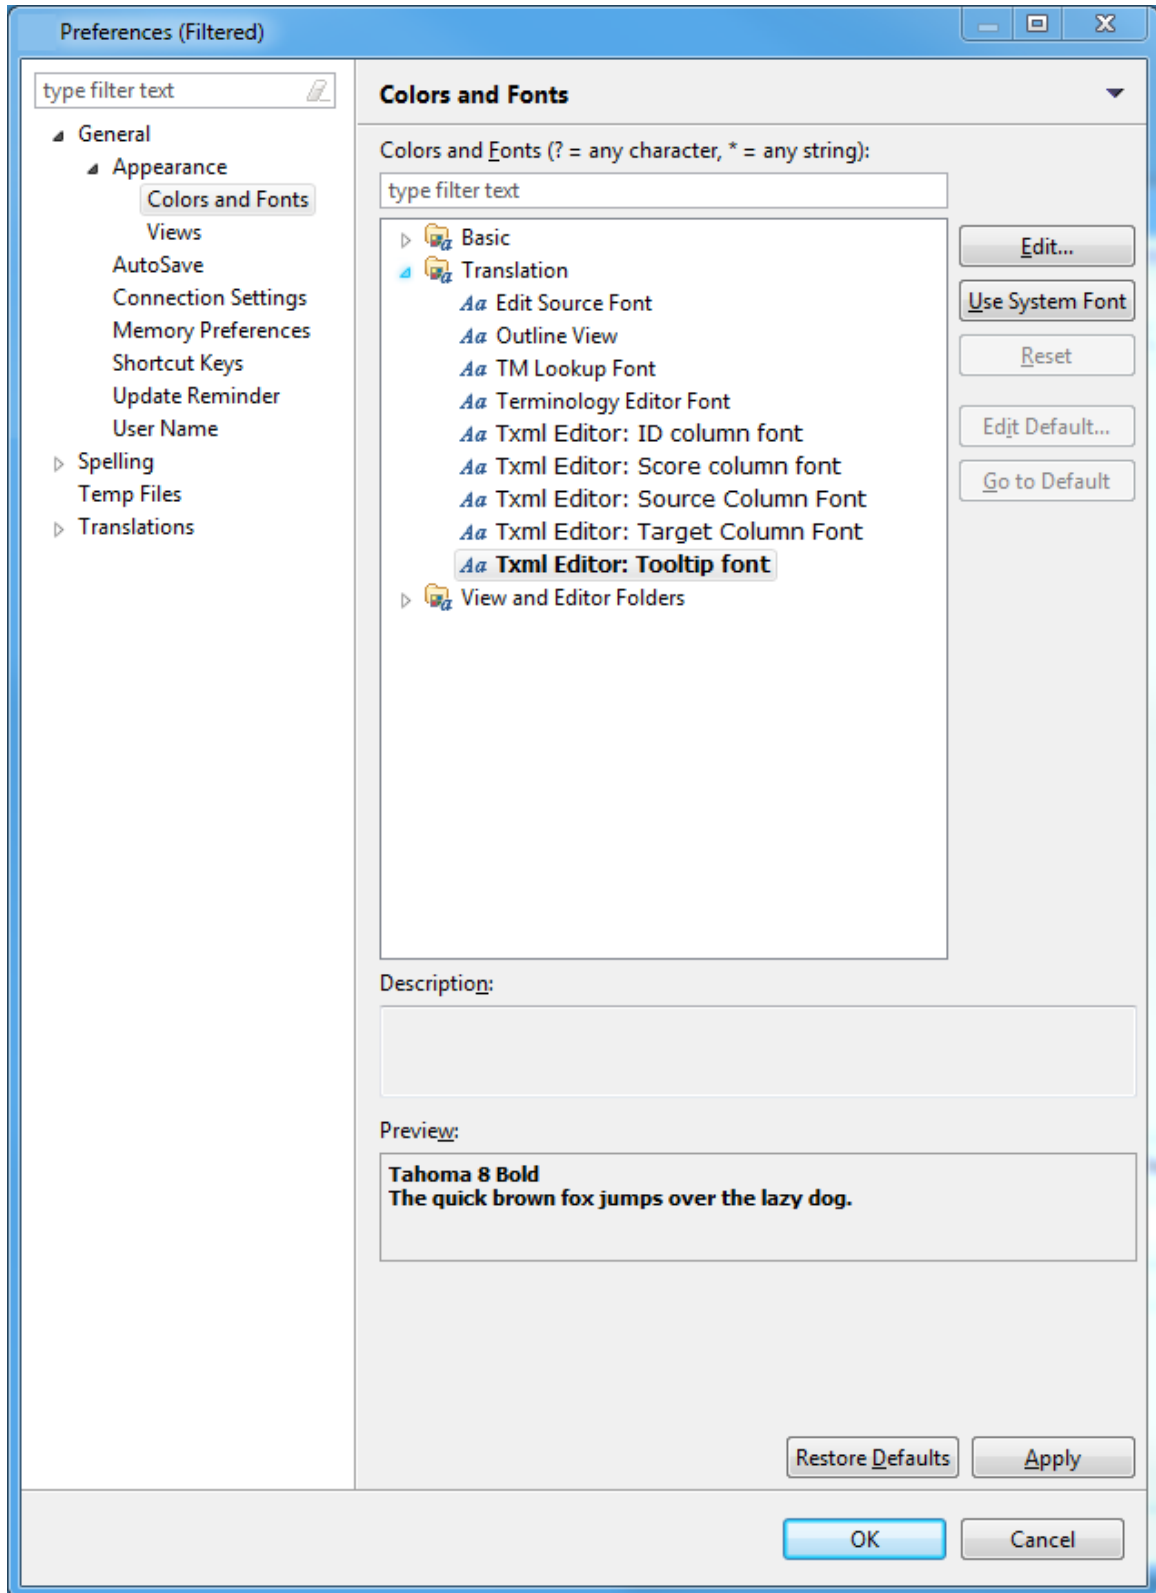 Preferences (Filtered)
type filter text
General
Appearance
Colors and Fonts
Views
AutoSave
Connection Settings
Memory Preferences
Shortcut Keys
Update Reminder
User Name
Spelling
Temp Files
Translations
Colors and Fonts
Colors and Fonts (? = any character, * = any string):
type filter text
Basic
Translation
Aa Edit Source Font
Aa Outline View
Aa TM Lookup Font
Aa Terminology Editor Font
Aa Txml Editor: ID column font
Aa Txml Editor: Score column font
Aa Txml Editor: Source Column Font
Aa Txml Editor: Target Column Font
Aa Txml Editor: Tooltip font
View and Editor Folders
Edit...
Use System Font
Reset
Edit Default...
Go to Default
Description:
Preview:
Tahoma 8 Bold
The quick brown fox jumps over the lazy dog.
Restore Defaults
Apply
OK
Cancel